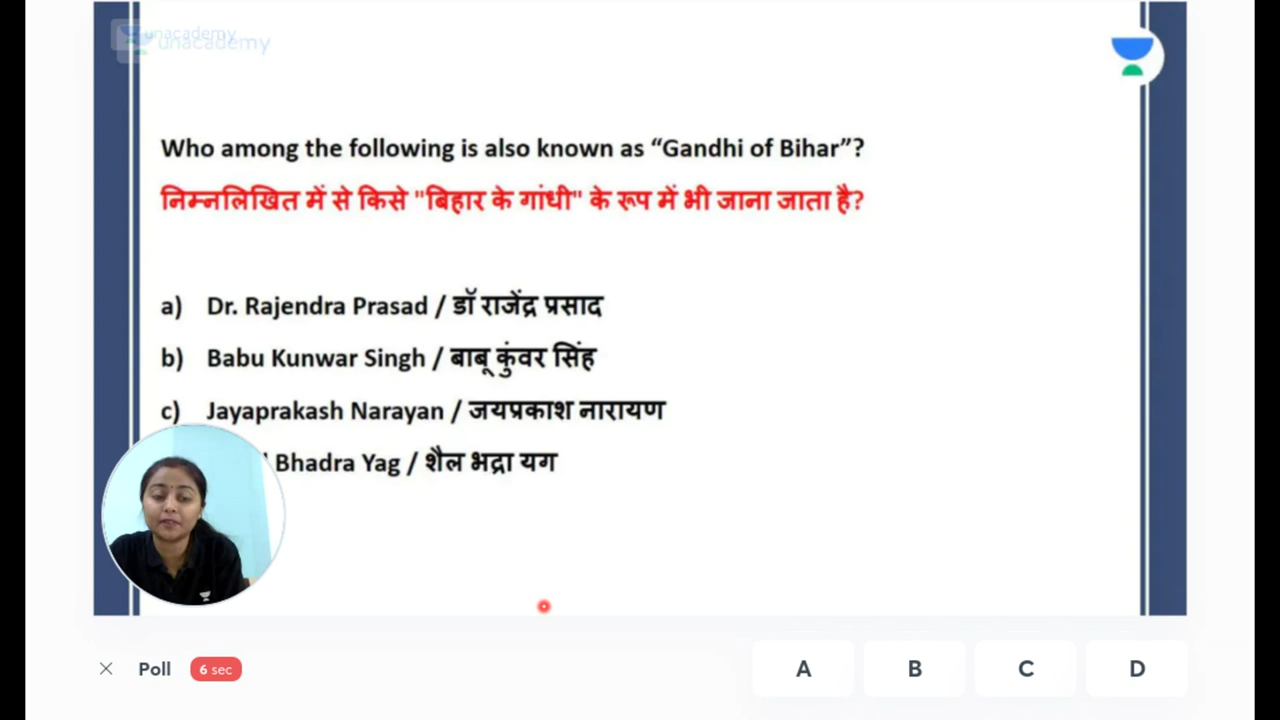 unacademy
unacademy
Who among the following is also known as “Gandhi of Bihar”?
निम्नलिखित में से किसे "बिहार के गांधी" के रूप में भी जाना जाता है?
a) Dr. Rajendra Prasad / डॉ राजेंद्र प्रसाद
b) Babu Kunwar Singh / बाबू कुंवर सिंह
c) Jayaprakash Narayan / जयप्रकाश नारायण
Bhadra Yag / शैल भद्रा यग
Poll 6 sec A B C D